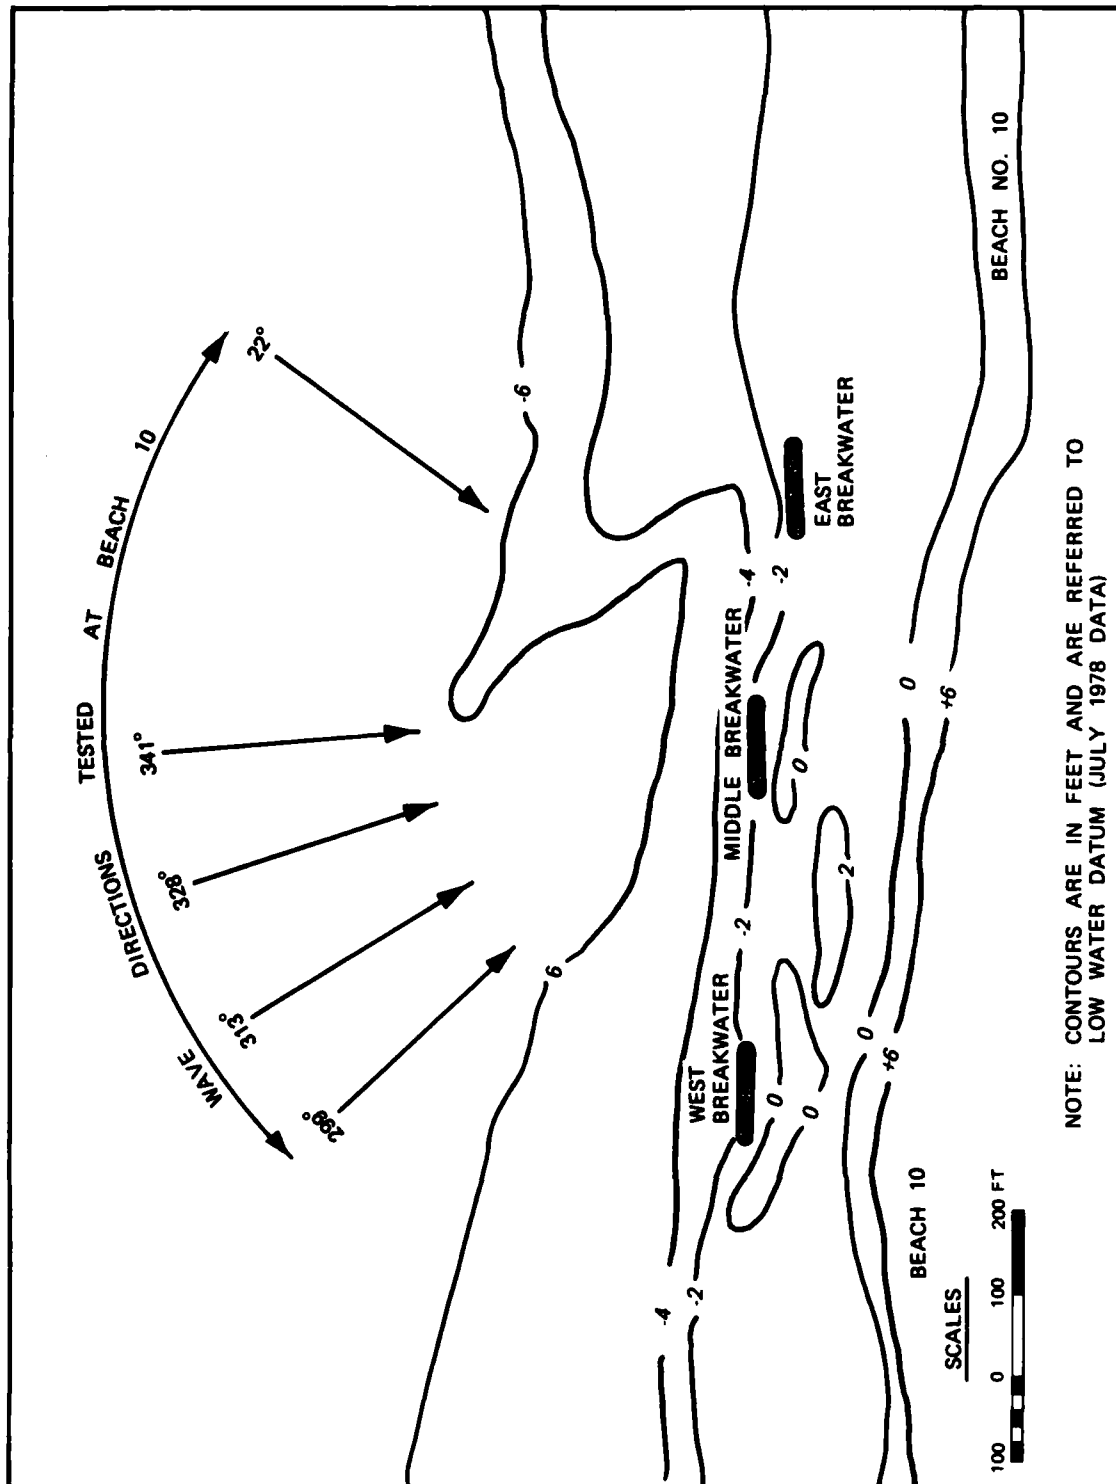 WAVE DIRECTIONS TESTED AT BEACH 10
299°
313°
328°
341°
22°
6
-6
WEST
BREAKWATER
MIDDLE BREAKWATER
EAST
BREAKWATER
-4
-2
-2
-4
-2
0
0
2
0
0
+6
0
+6
BEACH 10
BEACH NO. 10
SCALES
100 0 100 200 FT
NOTE: CONTOURS ARE IN FEET AND ARE REFERRED TO
LOW WATER DATUM (JULY 1978 DATA)